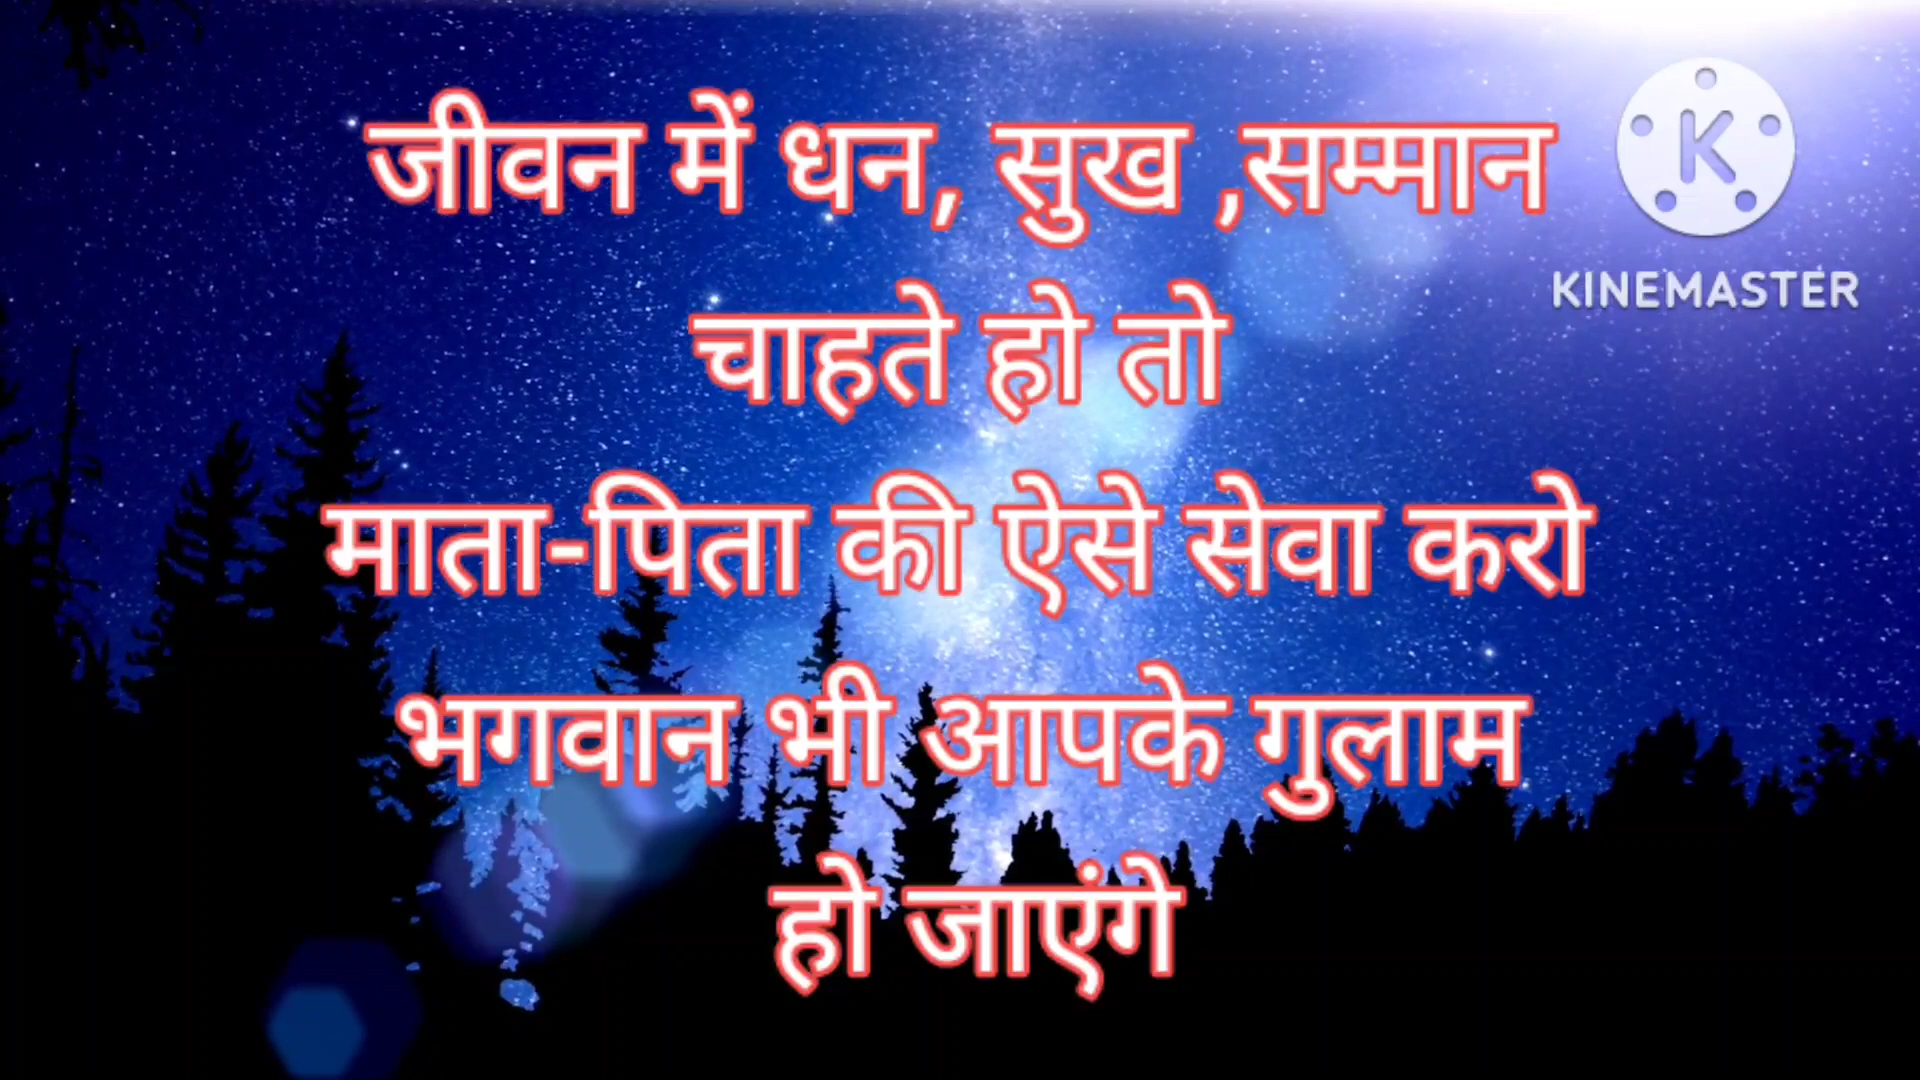 जीवन में धन, सुख ,सम्मान
चाहते हो तो
माता-पिता की ऐसे सेवा करो
भगवान भी आपके गुलाम
हो जाएंगे
K
KINEMASTER